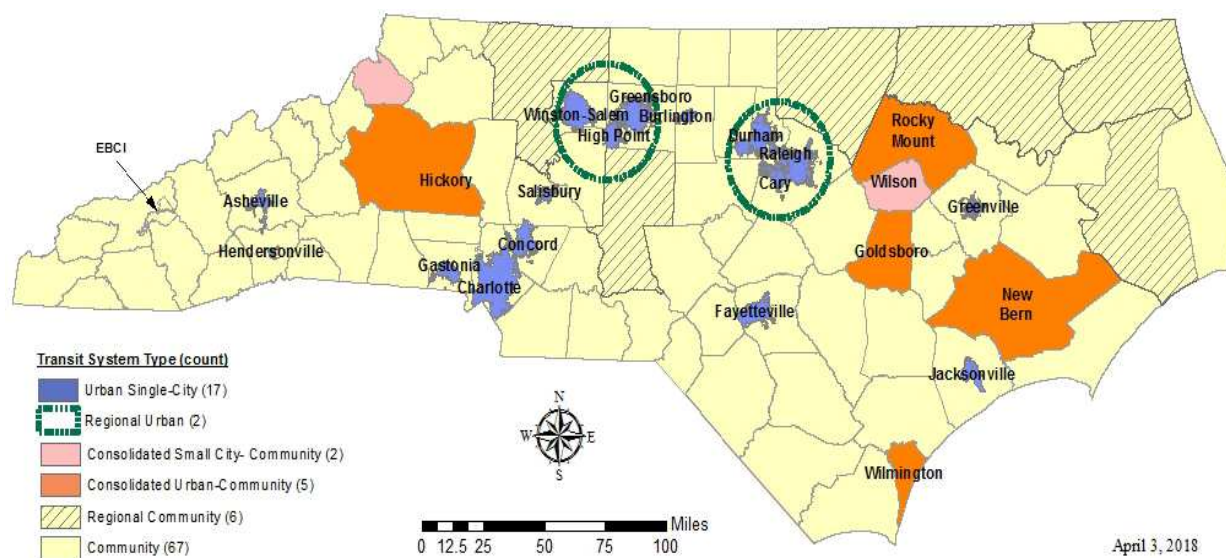 Greensboro
Winston-Salem
Burlington
High Point
Durham
Raleigh
Cary
Rocky
Mount
EBCI
Hickory
Wilson
Salisbury
Asheville
Greenville
Concord
Goldsboro
Hendersonville
Gastonia
Charlotte
New
Bern
Fayetteville
Jacksonville
Wilmington
Transit System Type (count)
Urban Single-City (17)
Regional Urban (2)
Consolidated Small City- Community (2)
Consolidated Urban-Community (5)
Regional Community (6)
Community (67)
N
W E
S
Miles
0 12.5 25 50 75 100
April 3, 2018